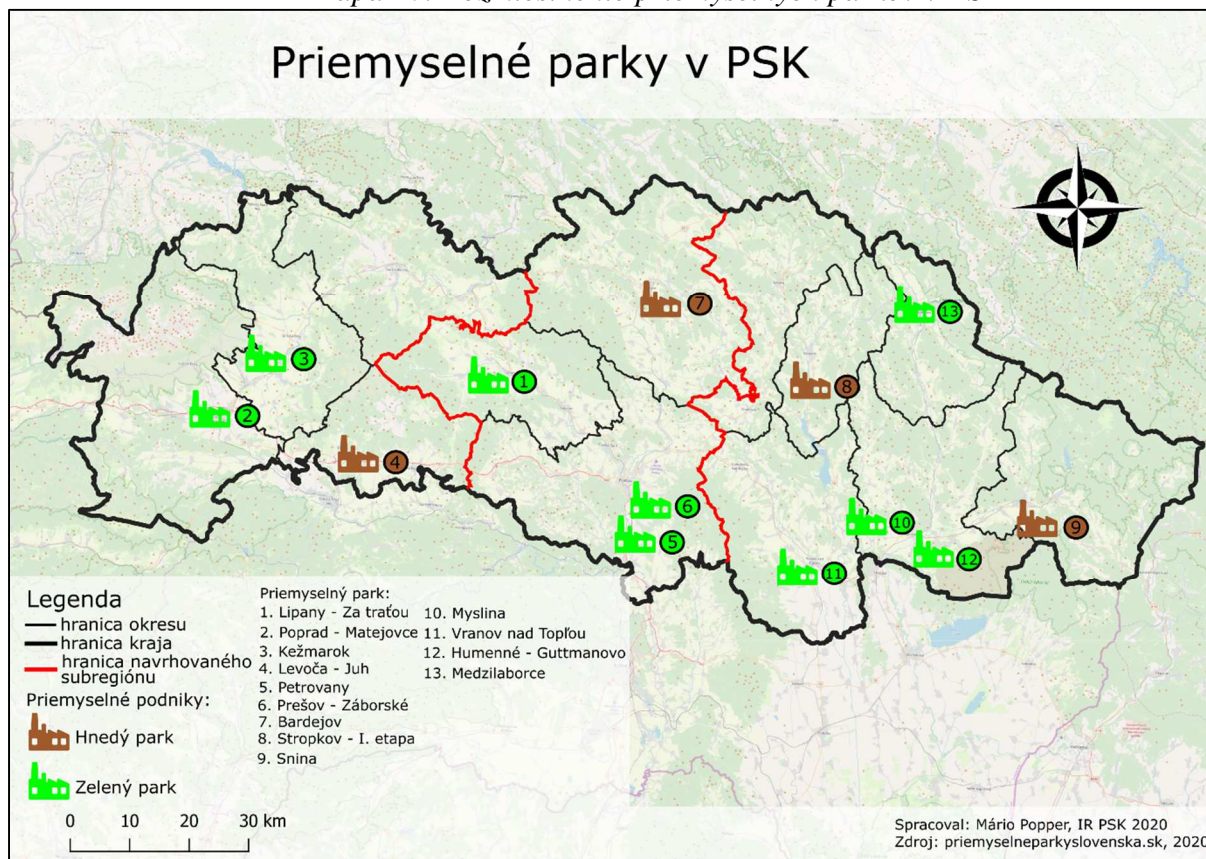 Priemyselné parky v PSK
3
1
2
4
7
13
8
6
5
10
9
12
11
Legenda
hranica okresu
hranica kraja
hranica navrhovaného
subregiónu
Priemyselné podniky:
Hnedý park
Zelený park
0 10 20 30 km
Priemyselný park:
1. Lipany - Za traťou
2. Poprad - Matejovce
3. Kežmarok
4. Levoča - Juh
5. Petrovany
6. Prešov - Záborské
7. Bardejov
8. Stropkov - I. etapa
9. Snina
10. Myslina
11. Vranov nad Topľou
12. Humenné - Guttmanovo
13. Medzilaborce
Spracoval: Mário Popper, IR PSK 2020
Zdroj: priemyselneparkyslovenska.sk, 2020